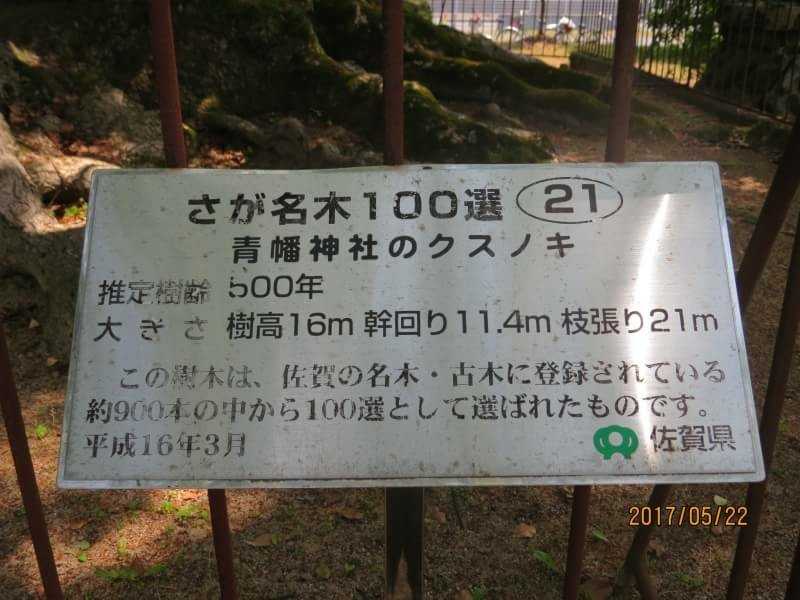 さが名木100選 21
青幡神社のクスノキ
推定樹齢 500年
大きさ 樹高16m 幹回り11.4m 枝張り21m
この樹木は、佐賀の名木・古木に登録されている
約900本の中から100選として選ばれたものです。
平成16年3月
佐賀県
2017/05/22